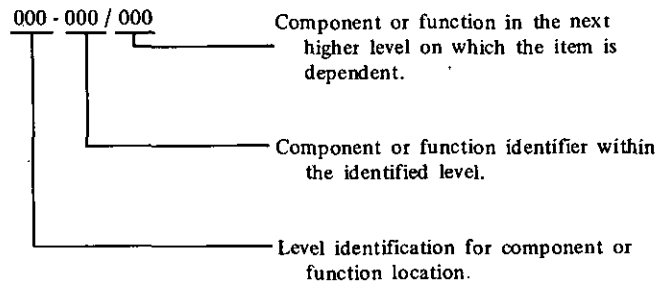 000 - 000 / 000
Component or function in the next
higher level on which the item is
dependent.
Component or function identifier within
the identified level.
Level identification for component or
function location.